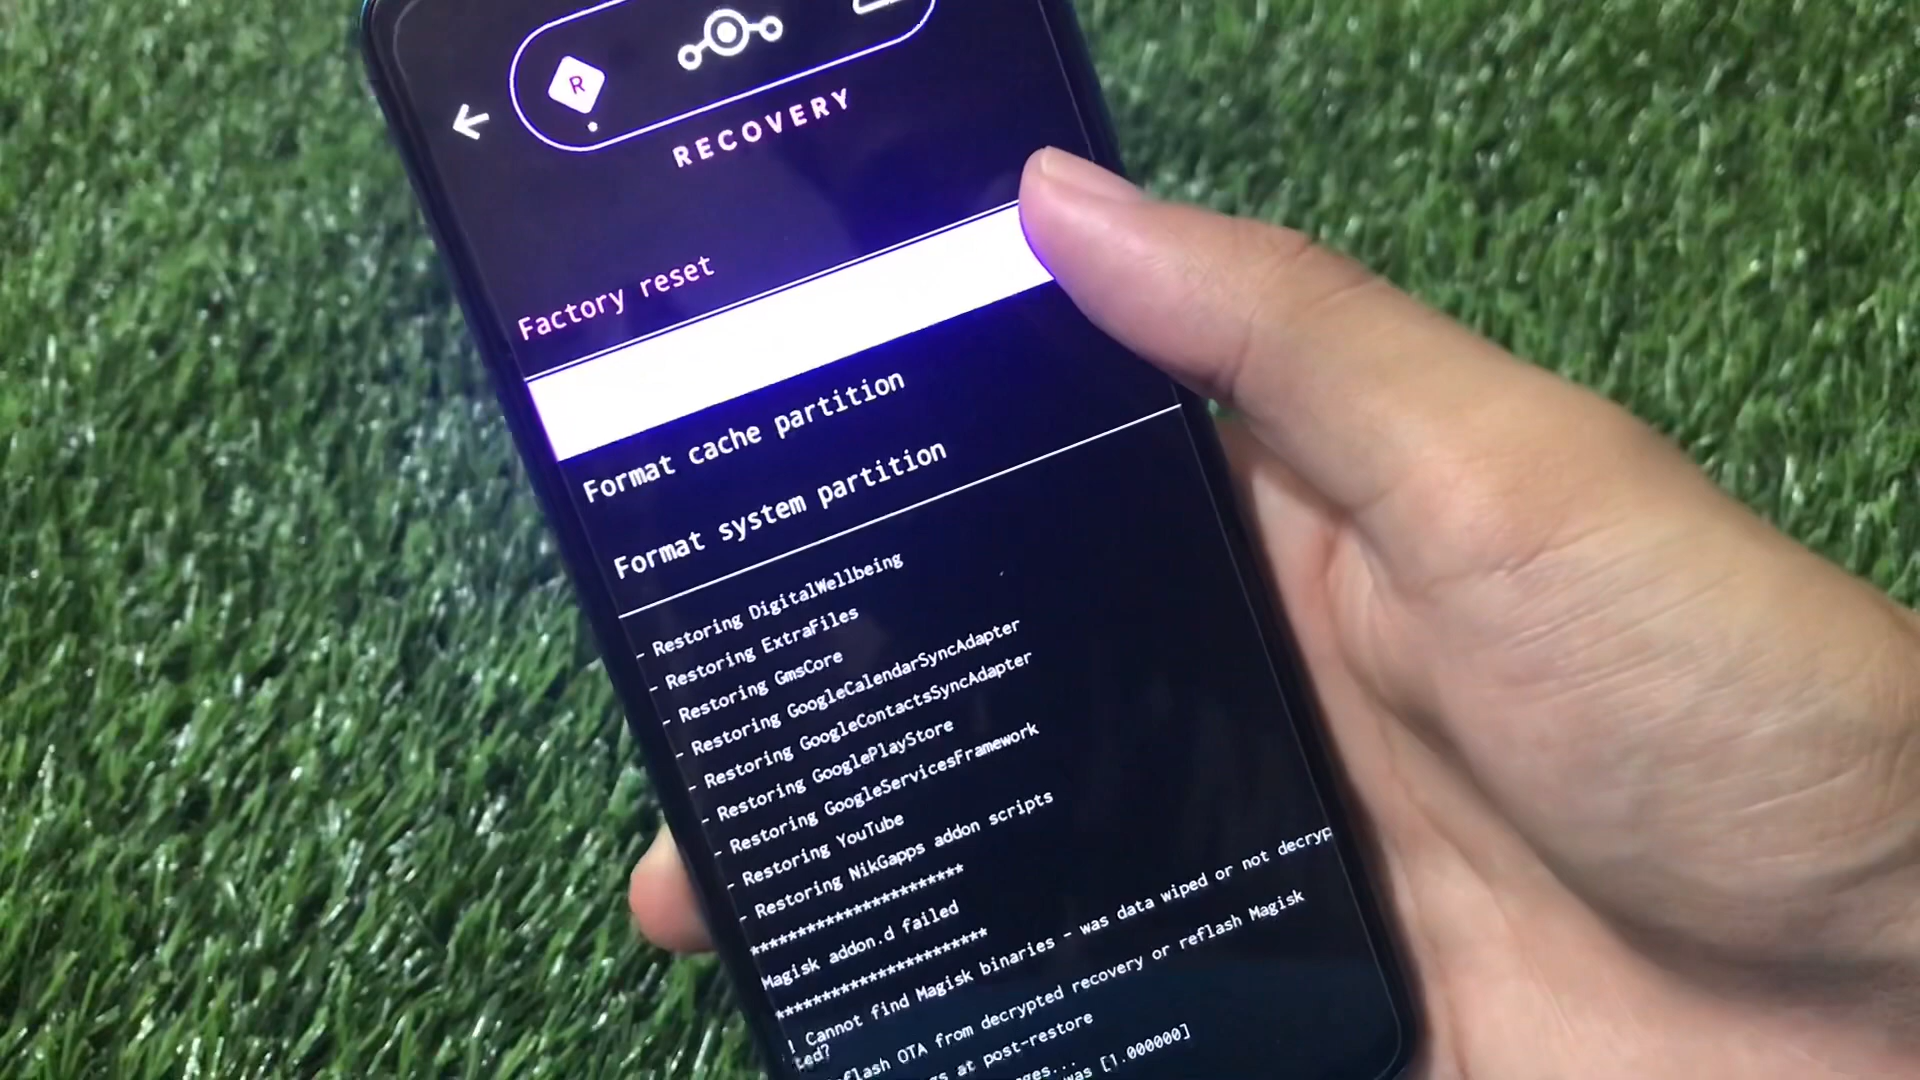 R
RECOVERY
Factory reset
Format cache partition
Format system partition
- Restoring DigitalWellbeing
- Restoring ExtraFiles
- Restoring GmsCore
- Restoring GoogleCalendarSyncAdapter
- Restoring GoogleContactsSyncAdapter
- Restoring GooglePlayStore
- Restoring GoogleServicesFramework
- Restoring YouTube
- Restoring NikGapps addon scripts
********************
Magisk addon.d failed
********************
! Cannot find Magisk binaries - was data wiped or not decryp
ted?
flash OTA from decrypted recovery or reflash Magisk
at post-restore
was [1.000000]